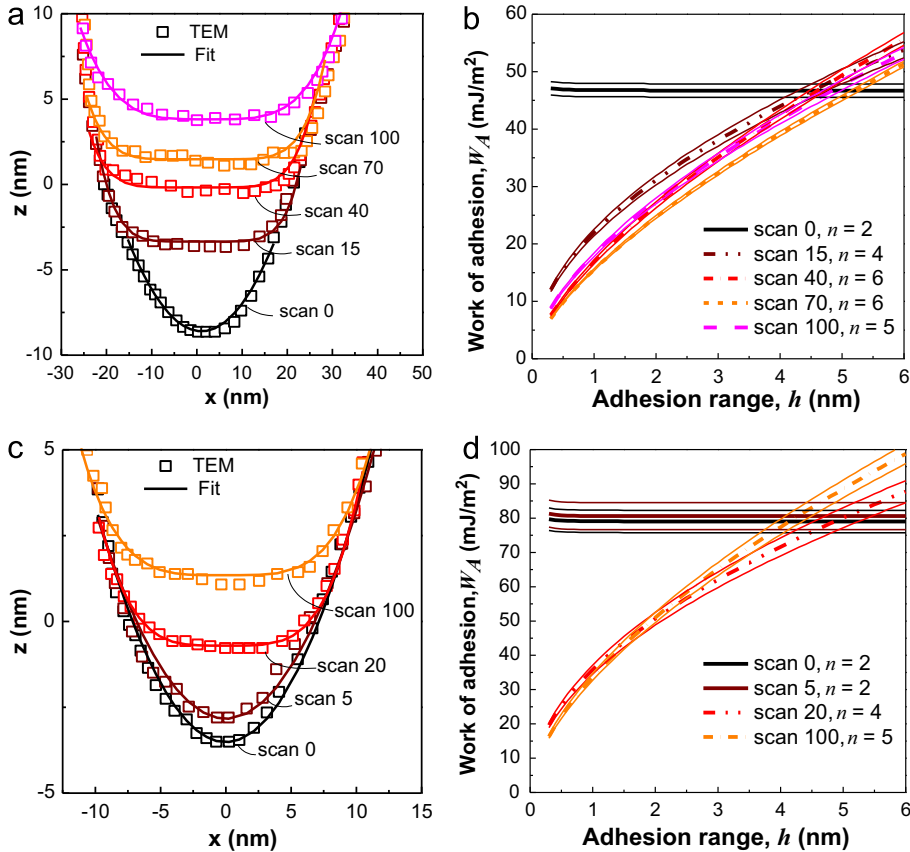 a
10
5
0
-5
-10
z (nm)
-30 -20 -10 0 10 20 30 40 50
x (nm)
TEM
Fit
scan 100
scan 70
scan 40
scan 15
scan 0
b
60
50
40
30
20
10
0
Work of adhesion, W_A (mJ/m²)
0 1 2 3 4 5 6
Adhesion range, h (nm)
scan 0, n = 2
scan 15, n = 4
scan 40, n = 6
scan 70, n = 6
scan 100, n = 5
c
5
0
-5
z (nm)
-10 -5 0 5 10 15
x (nm)
TEM
Fit
scan 100
scan 20
scan 5
scan 0
d
100
90
80
70
60
50
40
30
20
10
0
Work of adhesion, W_A (mJ/m²)
0 1 2 3 4 5 6
Adhesion range, h (nm)
scan 0, n = 2
scan 5, n = 2
scan 20, n = 4
scan 100, n = 5